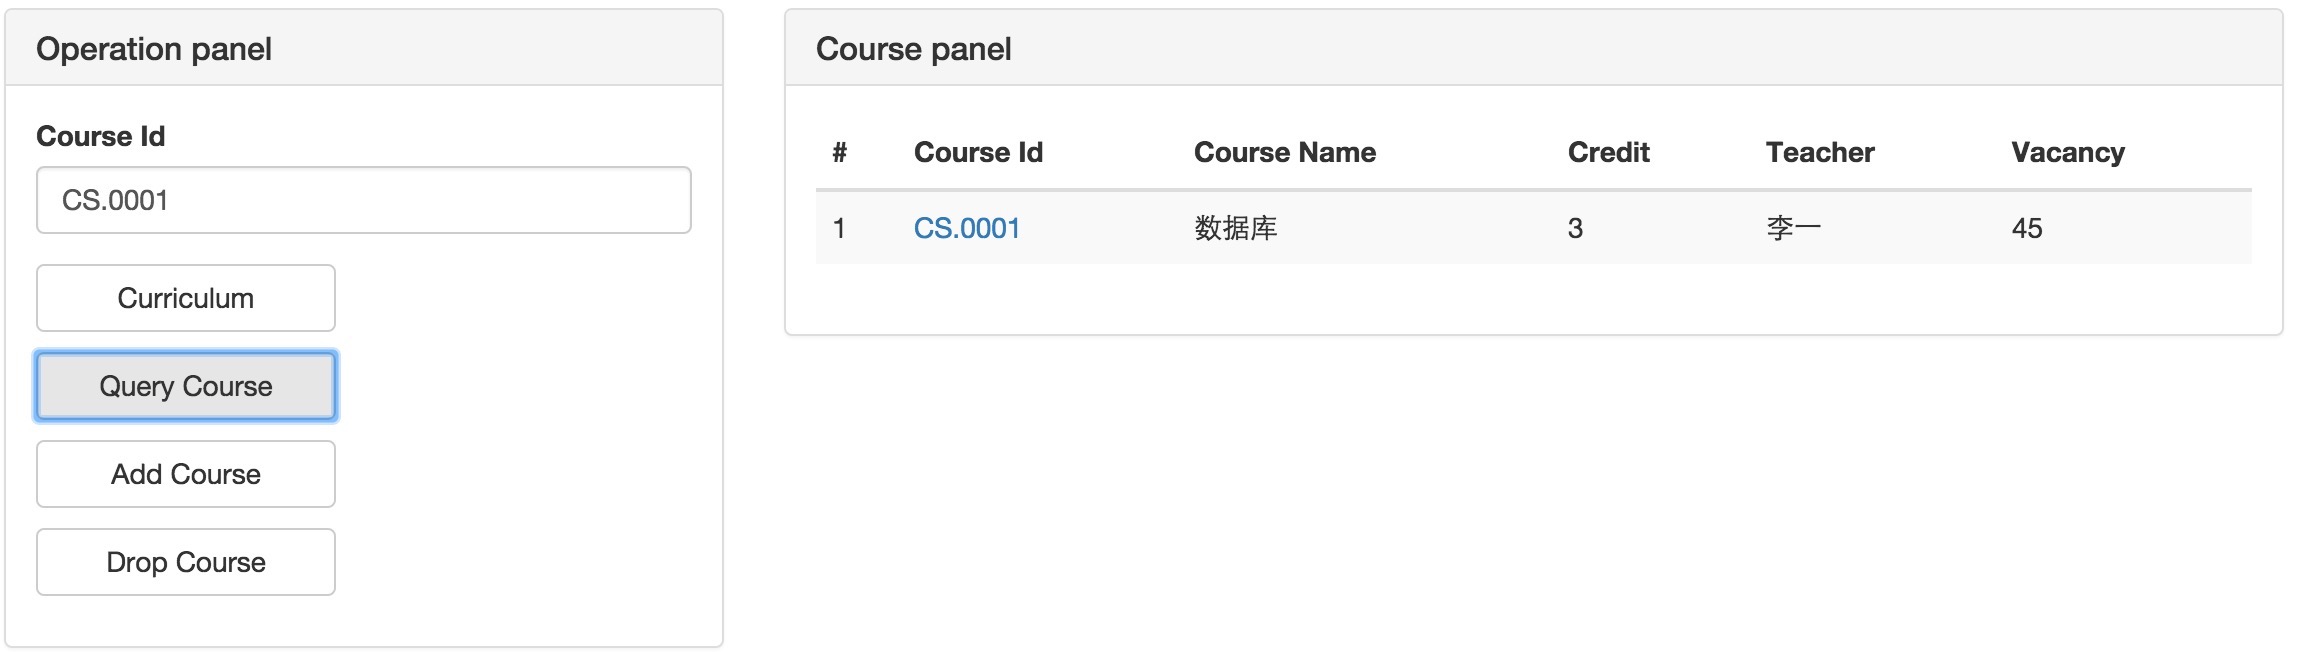 Operation panel
Course Id
CS.0001
Curriculum
Query Course
Add Course
Drop Course
Course panel
# Course Id Course Name Credit Teacher Vacancy
1 CS.0001 数据库 3 李一 45